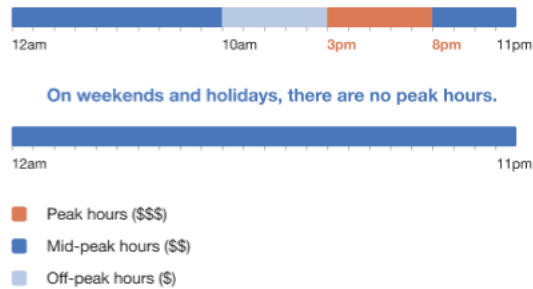 12am 10am 3pm 8pm 11pm
On weekends and holidays, there are no peak hours.
12am 11pm
Peak hours ($$$)
Mid-peak hours ($$)
Off-peak hours ($)